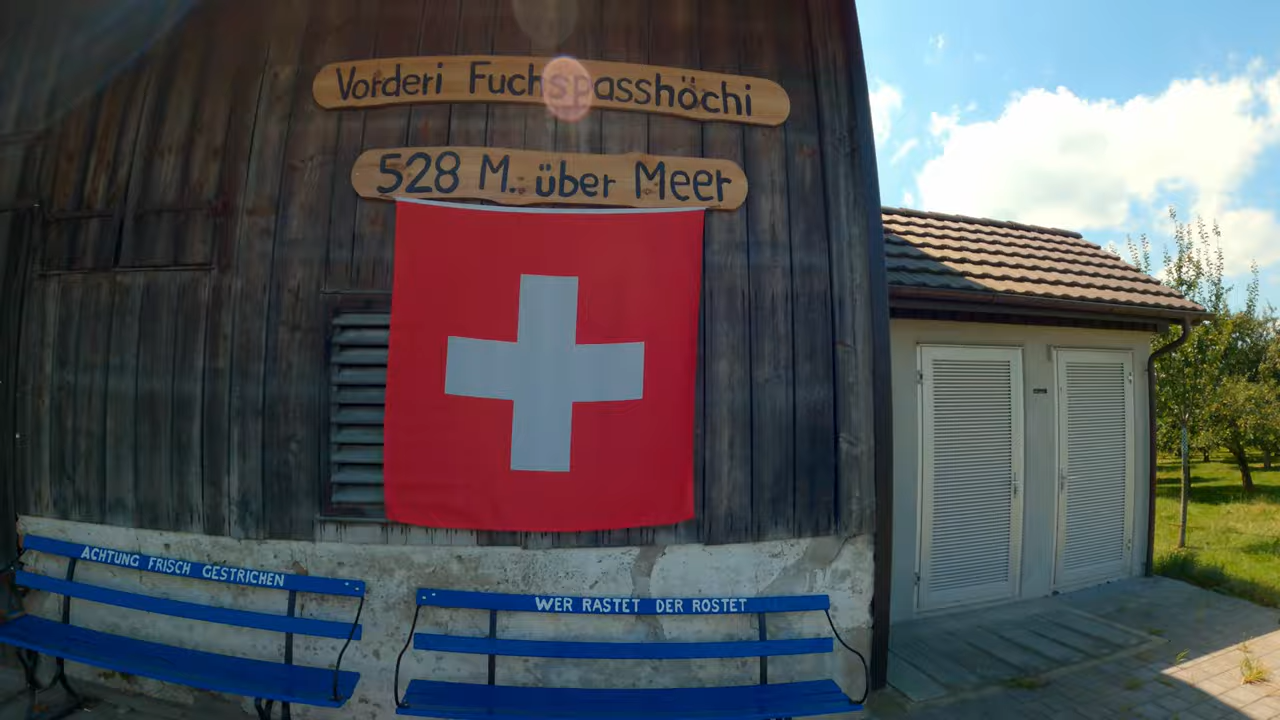 Vorderi Fuchspasshöchi
528 M. über Meer
ACHTUNG FRISCH GESTRICHEN
WER RASTET DER ROSTET